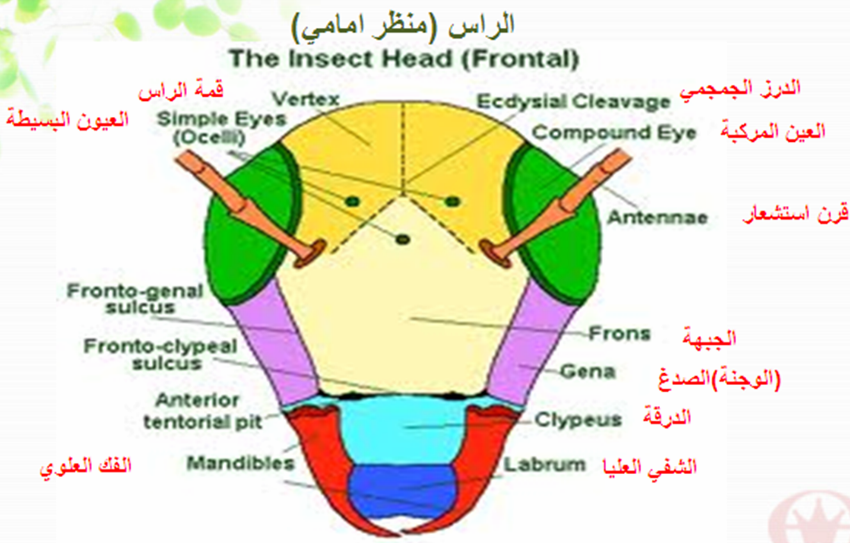 الراس (منظر امامي)
The Insect Head (Frontal)
قمة الراس
Vertex
Ecdysial Cleavage
الدرز الجمجمي
العيون البسيطة
Simple Eyes
(Ocelli)
Compound Eye
العين المركبة
Antennae
قرن استشعار
Fronto-genal
sulcus
Frons
الجبهة
Fronto-clypeal
sulcus
Gena
(الوجنة)الصدغ
Anterior
tentorial pit
Clypeus
الدرقة
الفك العلوي
Mandibles
Labrum
الشفي العليا